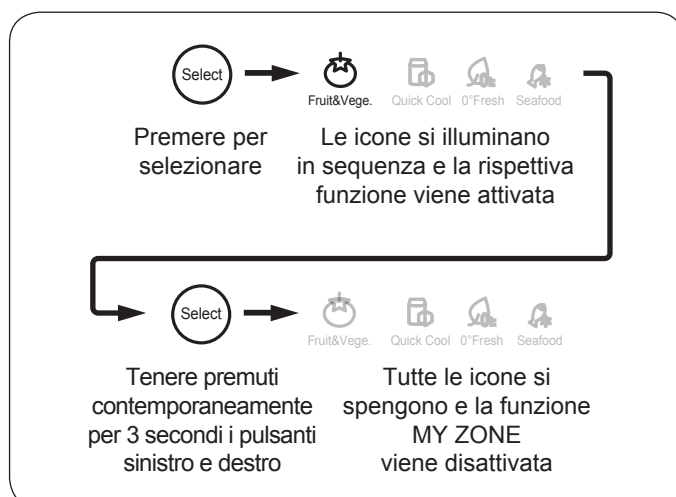 Select
Fruit&Vege. Quick Cool 0°Fresh Seafood
Premere per
selezionare
Le icone si illuminano
in sequenza e la rispettiva
funzione viene attivata
Select
Fruit&Vege. Quick Cool 0°Fresh Seafood
Tenere premuti
contemporaneamente
per 3 secondi i pulsanti
sinistro e destro
Tutte le icone si
spengono e la funzione
MY ZONE
viene disattivata